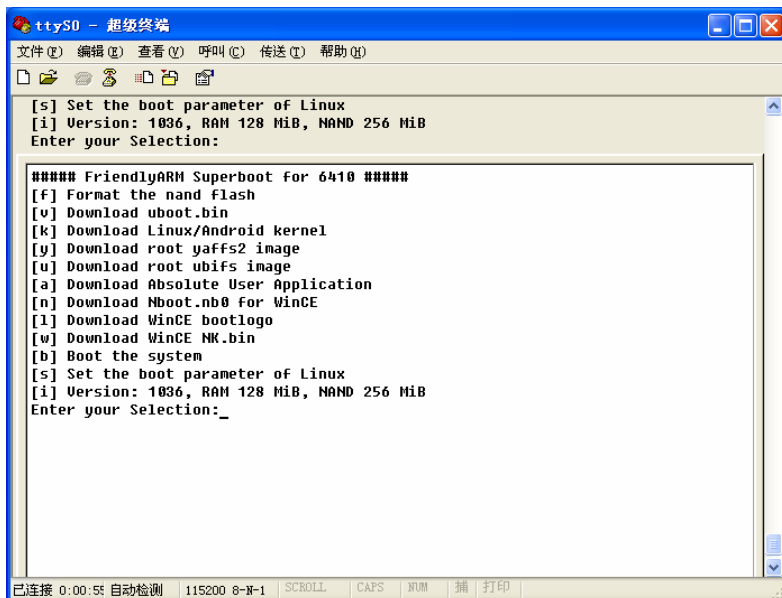 ttyS0 - 超级终端
文件(F) 编辑(E) 查看(V) 呼叫(C) 传送(T) 帮助(H)
[s] Set the boot parameter of Linux
[i] Version: 1036, RAM 128 MiB, NAND 256 MiB
Enter your Selection:
##### FriendlyARM Superboot for 6410 #####
[f] Format the nand flash
[v] Download uboot.bin
[k] Download Linux/Android kernel
[y] Download root yaffs2 image
[u] Download root ubifs image
[a] Download Absolute User Application
[n] Download Nboot.nb0 for WinCE
[l] Download WinCE bootlogo
[w] Download WinCE NK.bin
[b] Boot the system
[s] Set the boot parameter of Linux
[i] Version: 1036, RAM 128 MiB, NAND 256 MiB
Enter your Selection:_
已连接 0:00:55 自动检测 115200 8-N-1 SCROLL CAPS NUM 捕 打印